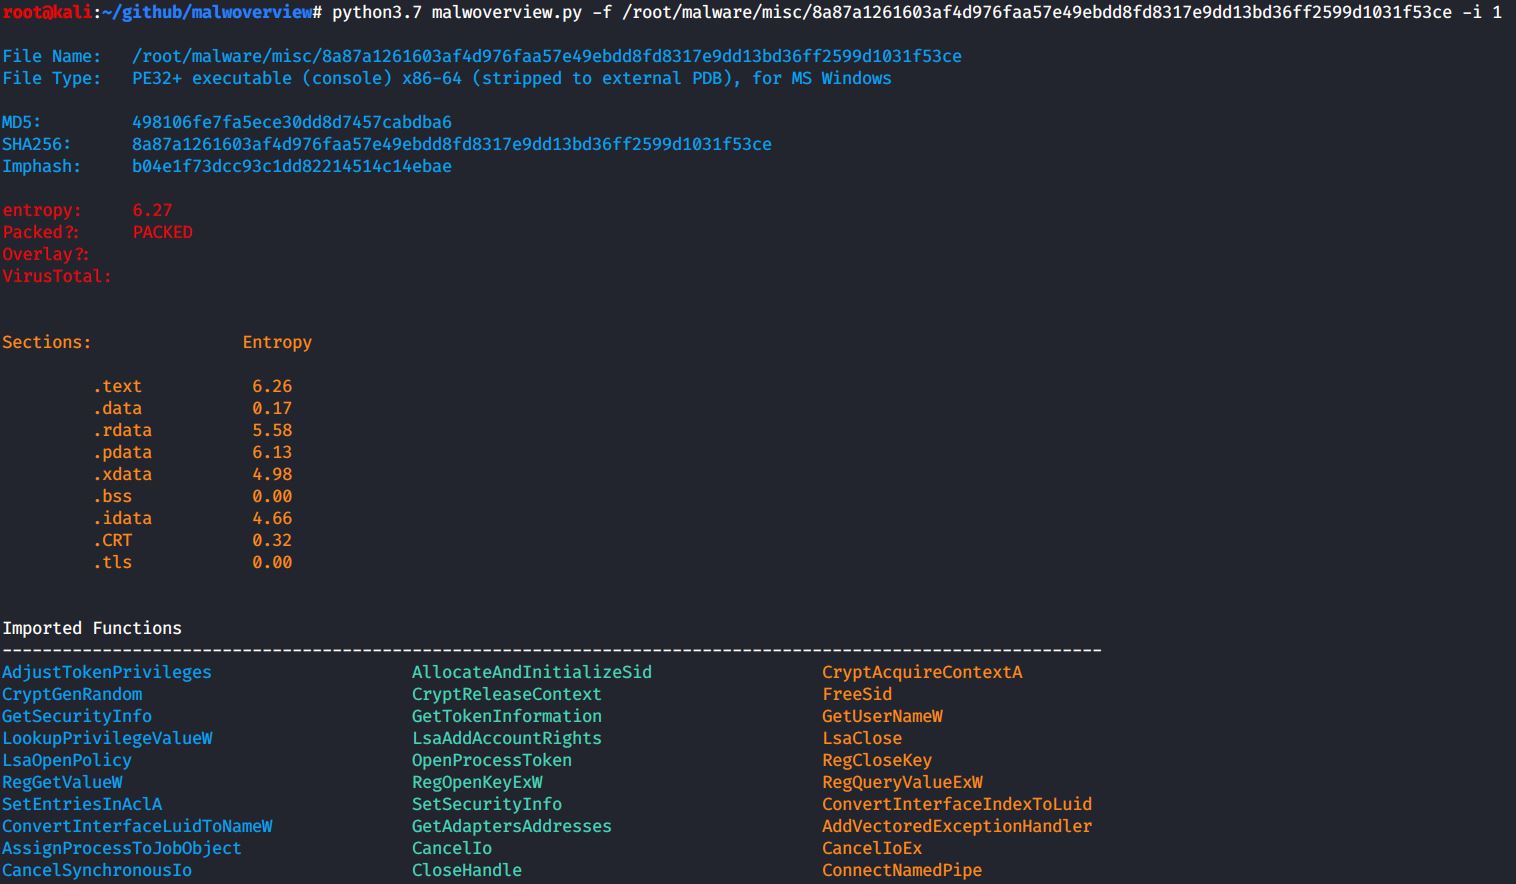 root@kali:~/github/malwoverview# python3.7 malwoverview.py -f /root/malware/misc/8a87a1261603af4d976faa57e49ebdd8fd8317e9dd13bd36ff2599d1031f53ce -i 1
File Name: /root/malware/misc/8a87a1261603af4d976faa57e49ebdd8fd8317e9dd13bd36ff2599d1031f53ce
File Type: PE32+ executable (console) x86-64 (stripped to external PDB), for MS Windows
MD5: 498106fe7fa5ece30dd8d7457cabdba6
SHA256: 8a87a1261603af4d976faa57e49ebdd8fd8317e9dd13bd36ff2599d1031f53ce
Imphash: b04e1f73dcc93c1dd82214514c14ebae
entropy: 6.27
Packed?: PACKED
Overlay?:
VirusTotal:
Sections: Entropy
.text 6.26
.data 0.17
.rdata 5.58
.pdata 6.13
.xdata 4.98
.bss 0.00
.idata 4.66
.CRT 0.32
.tls 0.00
Imported Functions
--------------------------------------------------------------------------------------------------------------
AdjustTokenPrivileges AllocateAndInitializeSid CryptAcquireContextA
CryptGenRandom CryptReleaseContext FreeSid
GetSecurityInfo GetTokenInformation GetUserNameW
LookupPrivilegeValueW LsaAddAccountRights LsaClose
LsaOpenPolicy OpenProcessToken RegCloseKey
RegGetValueW RegOpenKeyExW RegQueryValueExW
SetEntriesInAclA SetSecurityInfo ConvertInterfaceIndexToLuid
ConvertInterfaceLuidToNameW GetAdaptersAddresses AddVectoredExceptionHandler
AssignProcessToJobObject CancelIo CancelIoEx
CancelSynchronousIo CloseHandle ConnectNamedPipe